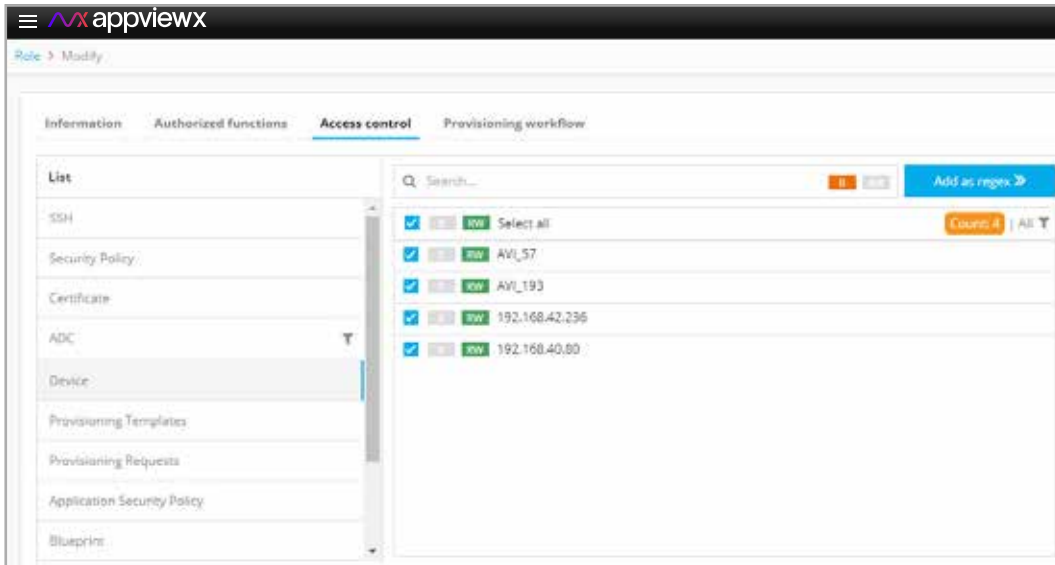 appviewx
Role > Modify
Information Authorized functions Access control Provisioning workflow
List
Search...
R RW
Add as regex
SSH
Security Policy
Certificate
ADC
Device
Provisioning Templates
Provisioning Requests
Application Security Policy
Blueprint
R RW Select all
Count: 4 | All
R RW AVI_57
R RW AVI_193
R RW 192.168.42.236
R RW 192.168.40.80